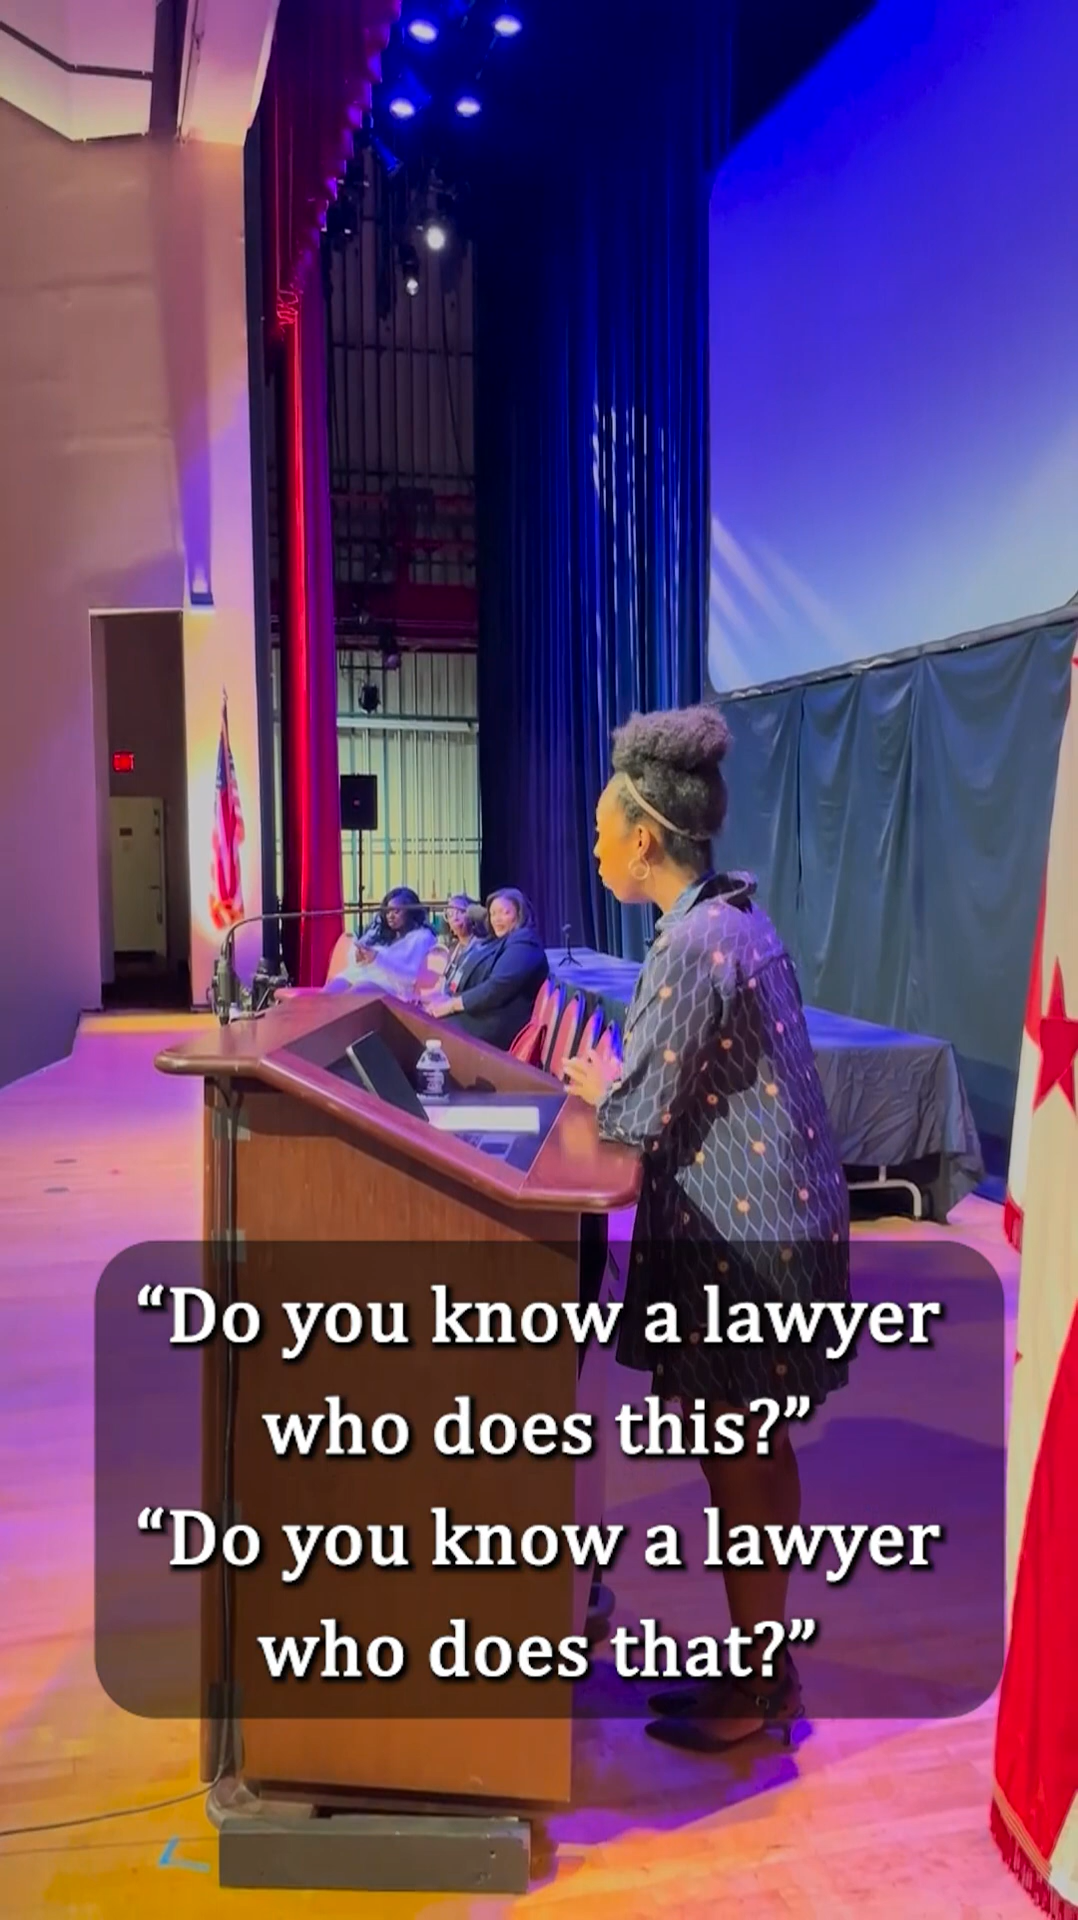 “Do you know a lawyer
who does this?”
“Do you know a lawyer
who does that?”